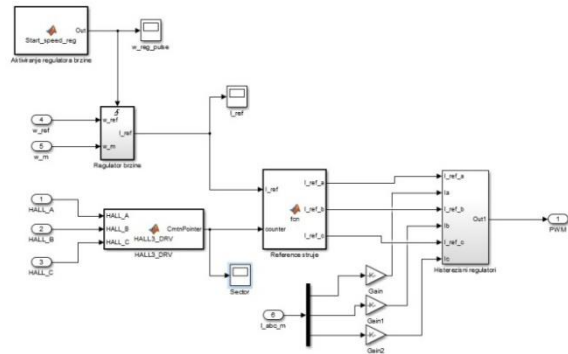 Out
Start_speed_reg
w_reg_pulse
Aktiviranje regulatora brzine
I_ref
4
w_ref
w_ref
I_ref
5
w_m
w_m
Regulator brzine
1
HALL_A
HALL_A
2
HALL_B
HALL_B
CmtnPointer
HALL3_DRV
3
HALL_C
HALL_C
HALL3_DRV
Sector
I_ref
fcn
counter
I_ref_a
I_ref_b
I_ref_c
Reference struje
I_ref_a
Ia
I_ref_b
Ib
I_ref_c
Ic
Out1
Histerezisni regulatori
1
PWM
6
I_abc_m
-K-
Gain
-K-
Gain1
-K-
Gain2